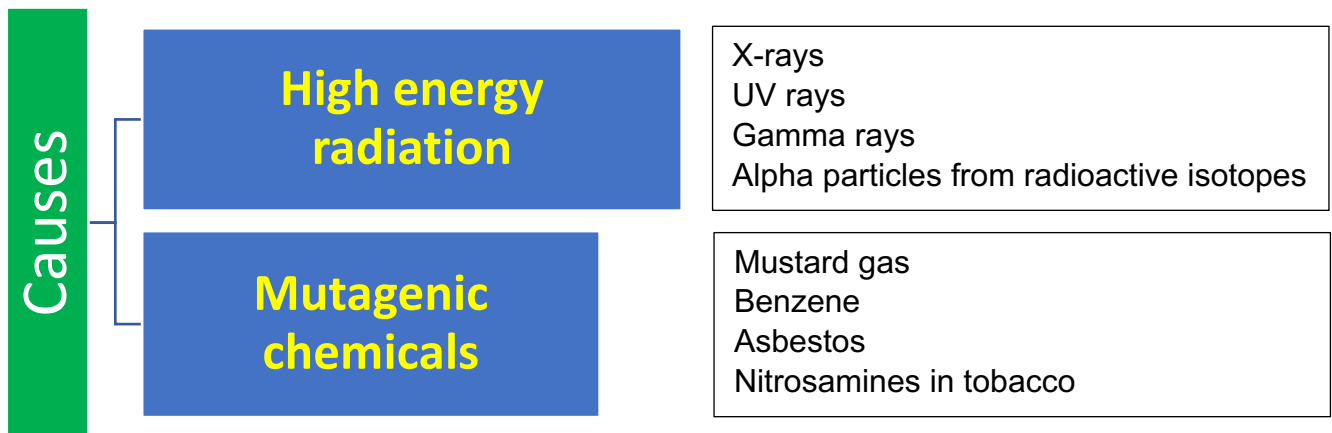 Causes
High energy
radiation
X-rays
UV rays
Gamma rays
Alpha particles from radioactive isotopes
Mutagenic
chemicals
Mustard gas
Benzene
Asbestos
Nitrosamines in tobacco